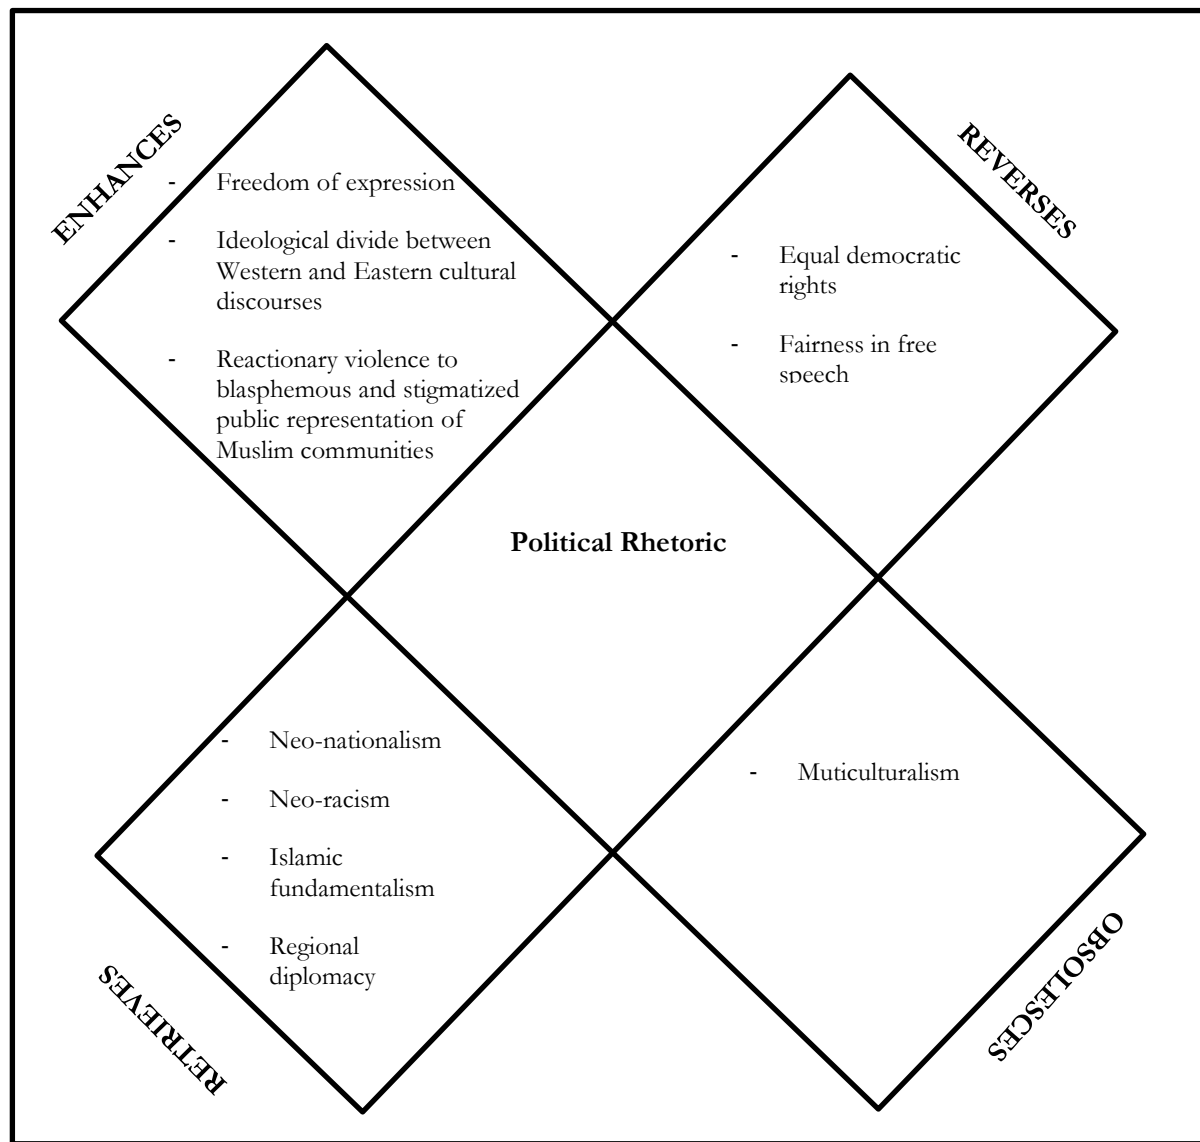 ENHANCES
- Freedom of expression
- Ideological divide between
Western and Eastern cultural
discourses
- Reactionary violence to
blasphemous and stigmatized
public representation of
Muslim communities
REVERSES
- Equal democratic
rights
- Fairness in free
speech
Political Rhetoric
- Neo-nationalism
- Neo-racism
- Islamic
fundamentalism
- Regional
diplomacy
RETRIEVES
- Muticulturalism
OBSOLESCES